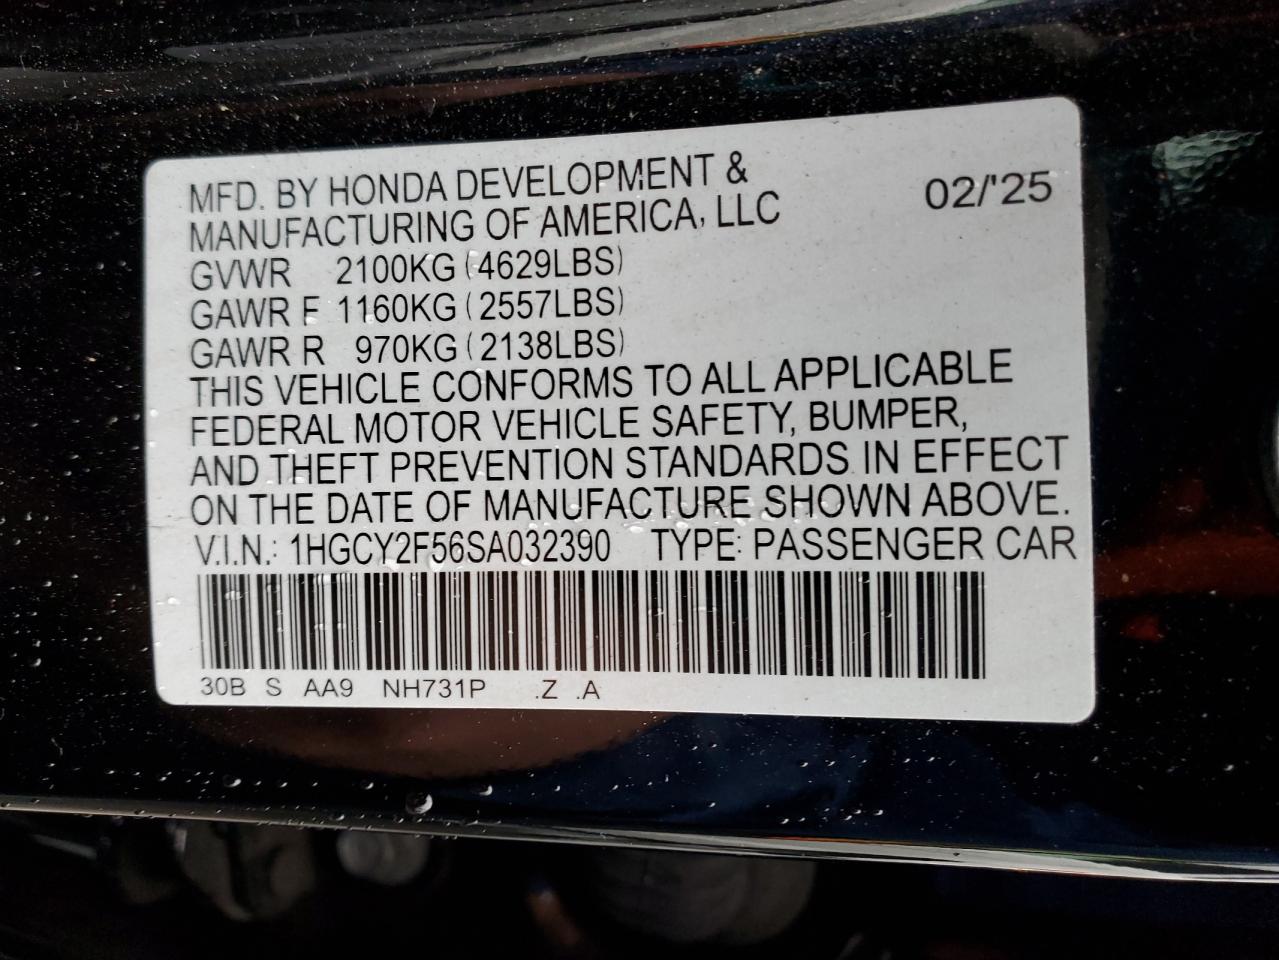 MFD. BY HONDA DEVELOPMENT &
MANUFACTURING OF AMERICA, LLC
02/'25
GVWR 2100KG (4629LBS)
GAWR F 1160KG (2557LBS)
GAWR R 970KG (2138LBS)
THIS VEHICLE CONFORMS TO ALL APPLICABLE
FEDERAL MOTOR VEHICLE SAFETY, BUMPER,
AND THEFT PREVENTION STANDARDS IN EFFECT
ON THE DATE OF MANUFACTURE SHOWN ABOVE.
V.I.N.: 1HGCY2F56SA032390 TYPE: PASSENGER CAR
30B S AA9 NH731P .Z .A